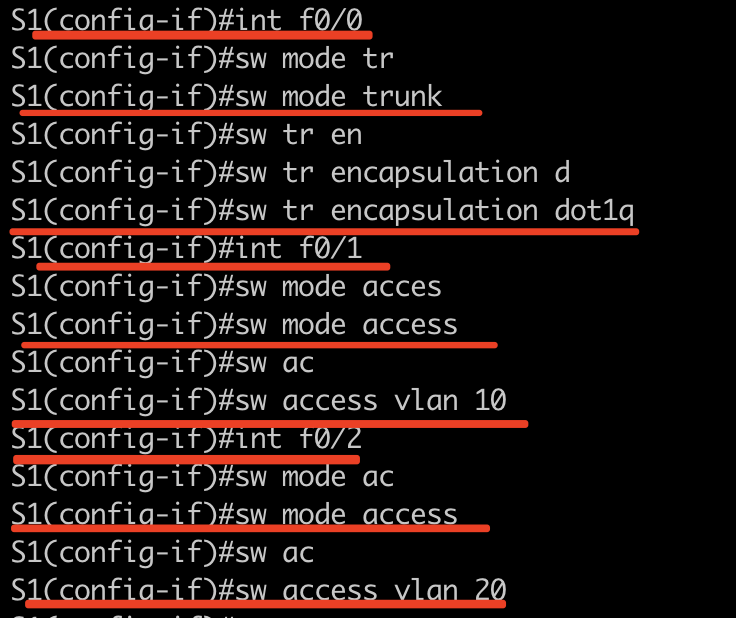 S1(config-if)#int f0/0
S1(config-if)#sw mode tr
S1(config-if)#sw mode trunk
S1(config-if)#sw tr en
S1(config-if)#sw tr encapsulation d
S1(config-if)#sw tr encapsulation dot1q
S1(config-if)#int f0/1
S1(config-if)#sw mode acces
S1(config-if)#sw mode access
S1(config-if)#sw ac
S1(config-if)#sw access vlan 10
S1(config-if)#int f0/2
S1(config-if)#sw mode ac
S1(config-if)#sw mode access
S1(config-if)#sw ac
S1(config-if)#sw access vlan 20